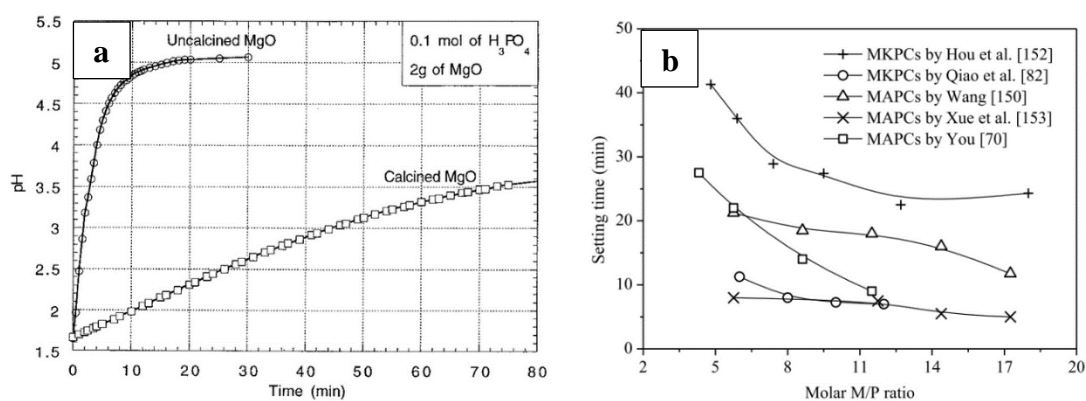 a
Uncalcined MgO
0.1 mol of H₃PO₄
2g of MgO
Calcined MgO
pH
5.5
5.0
4.5
4.0
3.5
3.0
2.5
2.0
1.5
0 10 20 30 40 50 60 70 80
Time (min)
b
MKPCs by Hou et al. [152]
MKPCs by Qiao et al. [82]
MAPCs by Wang [150]
MAPCs by Xue et al. [153]
MAPCs by You [70]
Setting time (min)
50
40
30
20
10
0
2 5 8 11 14 17 20
Molar M/P ratio